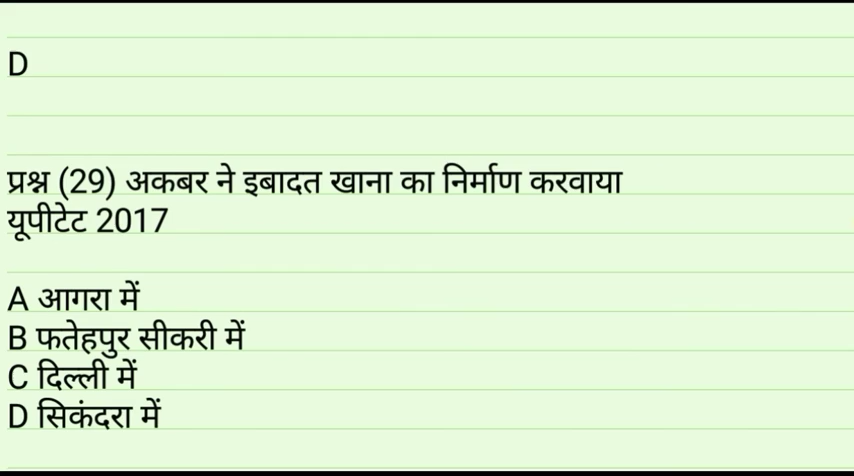 D
प्रश्न (29) अकबर ने इबादत खाना का निर्माण करवाया
यूपीटेट 2017
A आगरा में
B फतेहपुर सीकरी में
C दिल्ली में
D सिकंदरा में